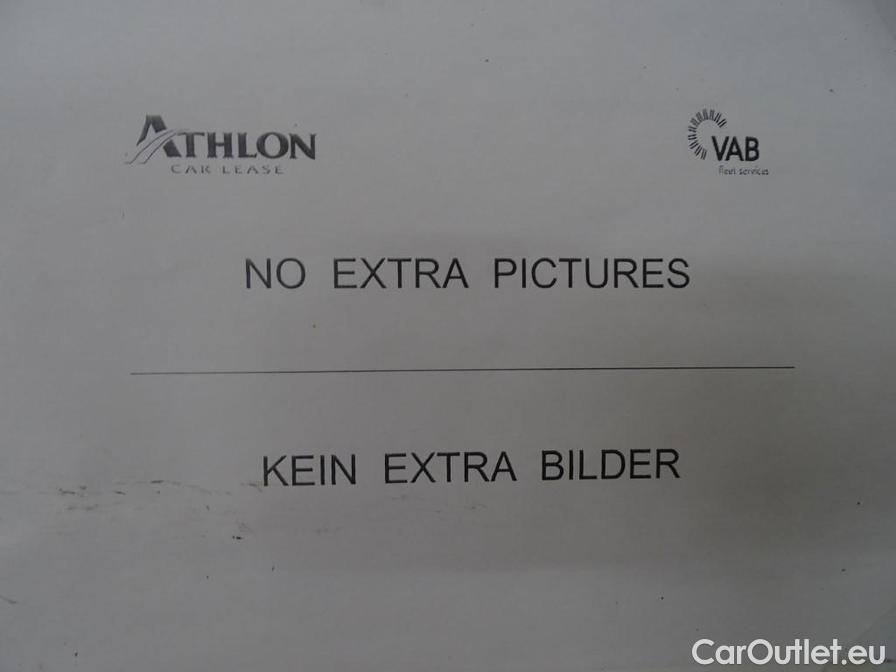 ATHLON
CAR LEASE
VAB
fleet services
NO EXTRA PICTURES
KEIN EXTRA BILDER
CarOutlet.eu